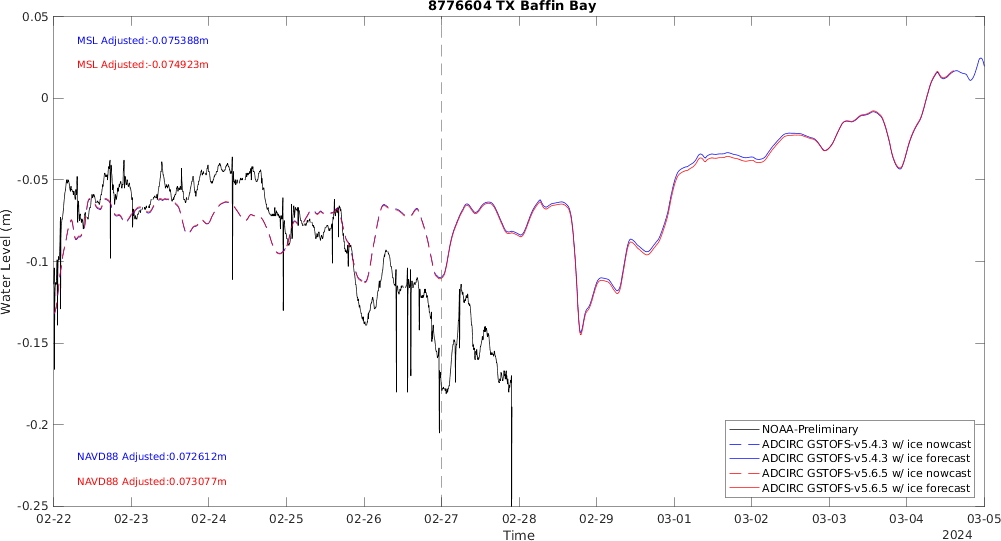 8776604 TX Baffin Bay
0.05
0
-0.05
-0.1
-0.15
-0.2
-0.25
Water Level (m)
MSL Adjusted:-0.075388m
MSL Adjusted:-0.074923m
NAVD88 Adjusted:0.072612m
NAVD88 Adjusted:0.073077m
NOAA-Preliminary
ADCIRC GSTOFS-v5.4.3 w/ ice nowcast
ADCIRC GSTOFS-v5.4.3 w/ ice forecast
ADCIRC GSTOFS-v5.6.5 w/ ice nowcast
ADCIRC GSTOFS-v5.6.5 w/ ice forecast
02-22 02-23 02-24 02-25 02-26 02-27 02-28 02-29 03-01 03-02 03-03 03-04 03-05
Time
2024